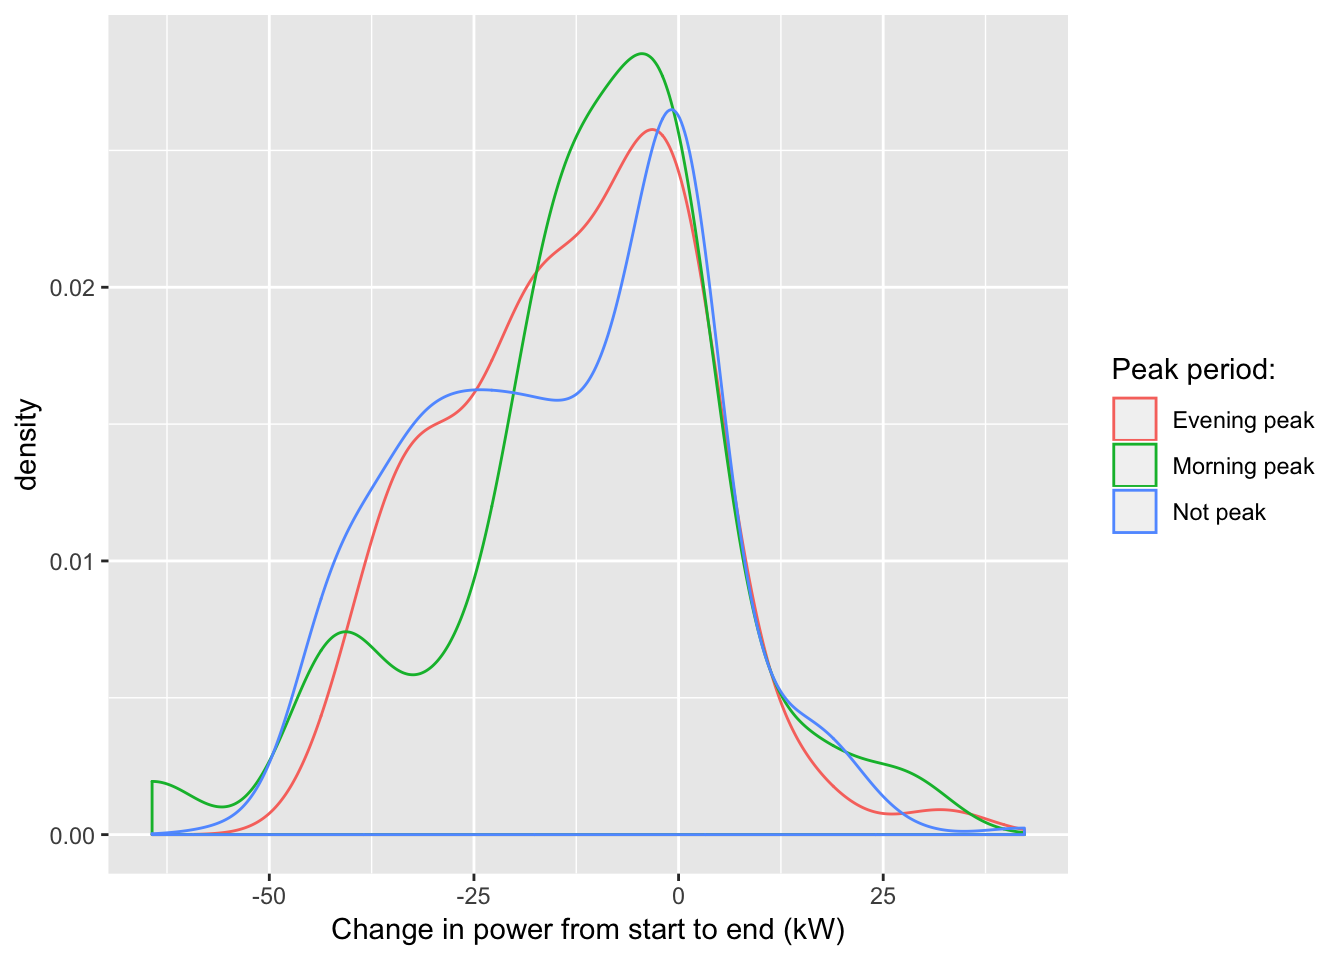 density
0.02
0.01
0.00
-50
-25
0
25
Change in power from start to end (kW)
Peak period:
Evening peak
Morning peak
Not peak